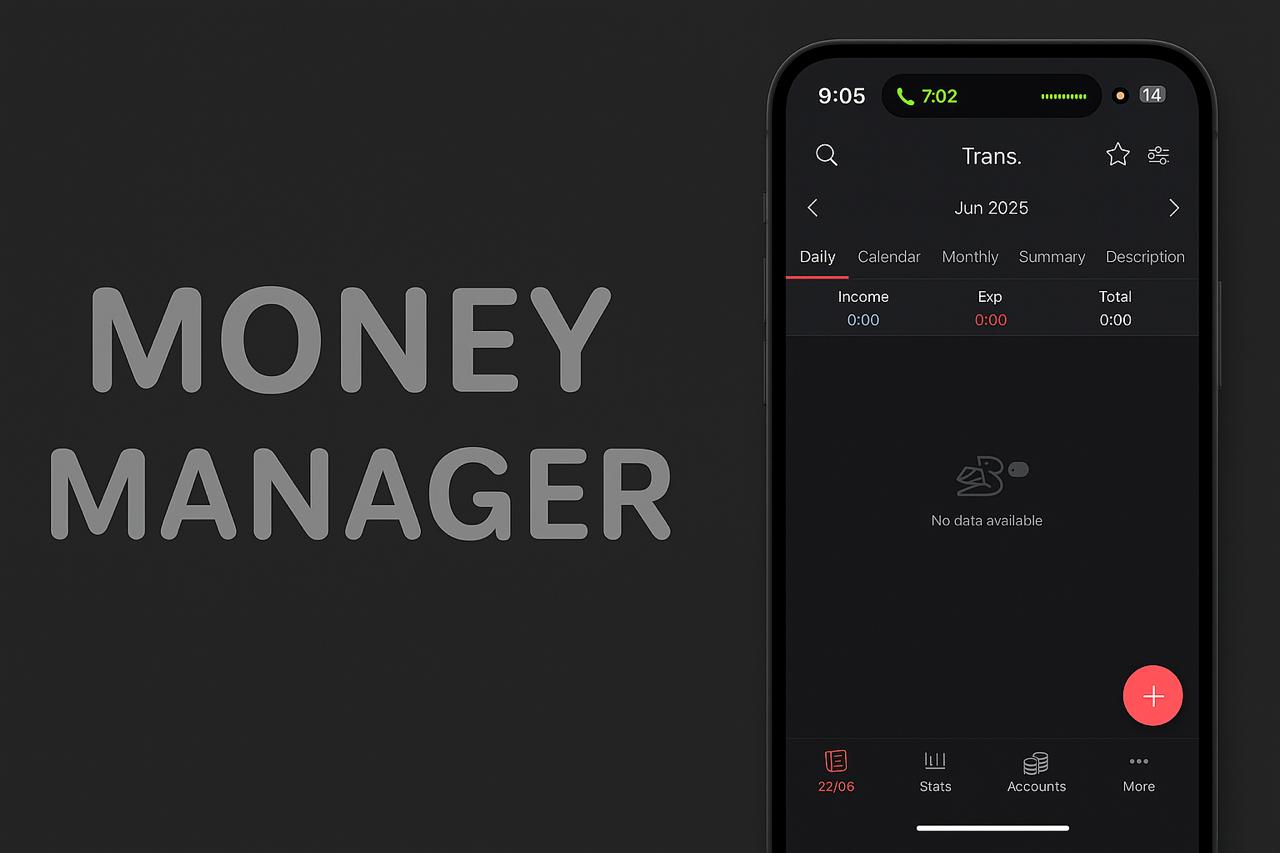 MONEY
MANAGER
9:05 7:02 14
Trans.
Jun 2025
Daily Calendar Monthly Summary Description
Income Exp Total
0:00 0:00 0:00
No data available
22/06 Stats Accounts More